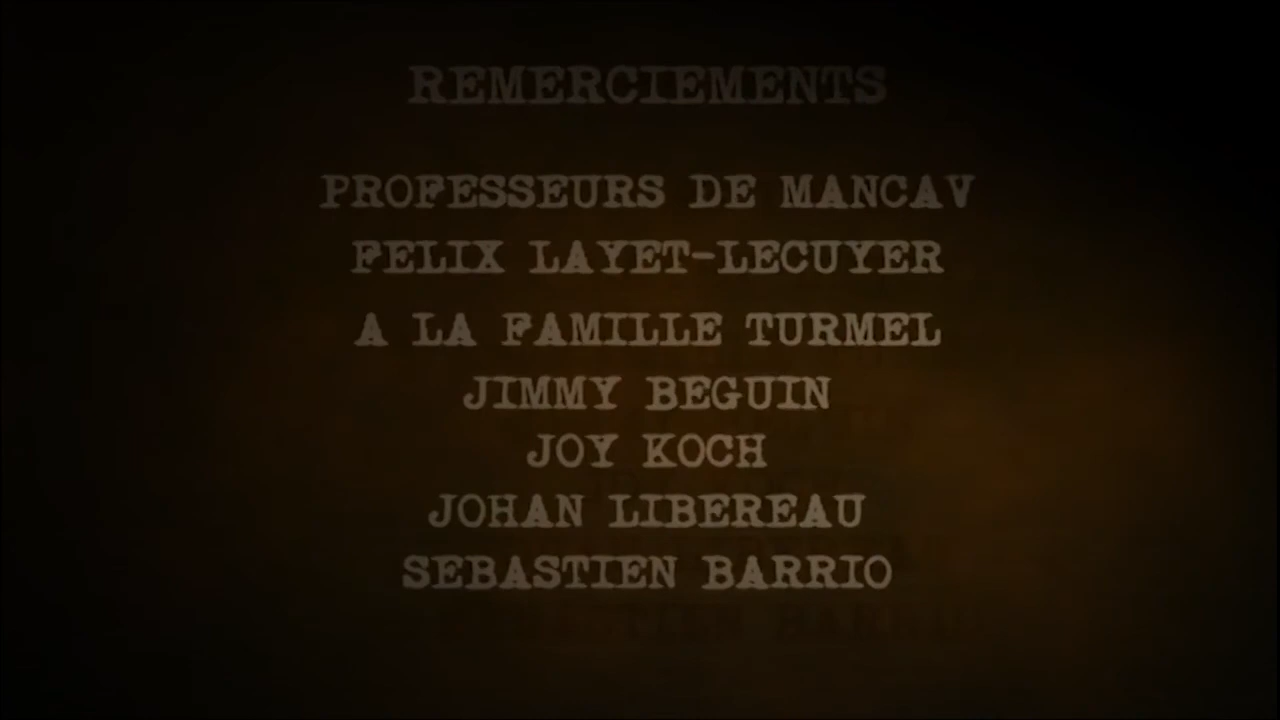 REMERCIEMENTS
PROFESSEURS DE MANCAV
FELIX LAYET-LECUYER
A LA FAMILLE TURMEL
JIMMY BEGUIN
JOY KOCH
JOHAN LIBEREAU
SEBASTIEN BARRIO